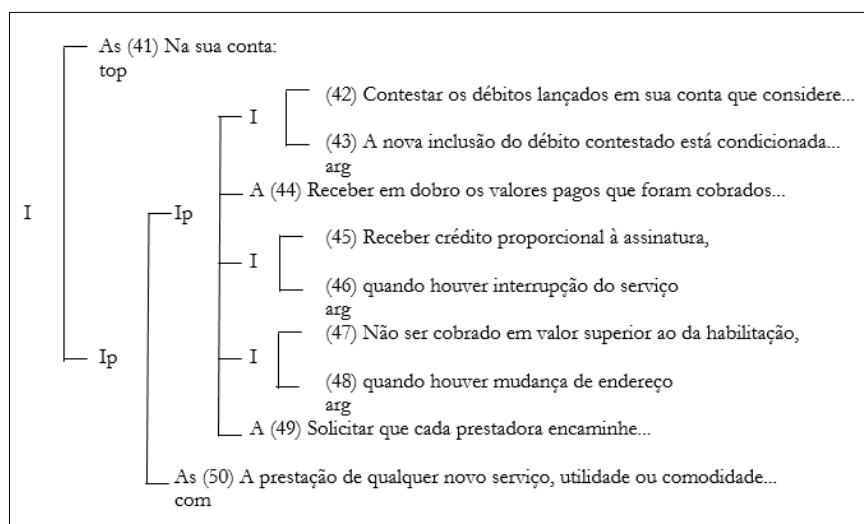 As (41) Na sua conta:
top
(42) Contestar os débitos lançados em sua conta que considere...
I
(43) A nova inclusão do débito contestado está condicionada...
arg
A (44) Receber em dobro os valores pagos que foram cobrados...
I
Ip
(45) Receber crédito proporcional à assinatura,
I
(46) quando houver interrupção do serviço
arg
(47) Não ser cobrado em valor superior ao da habilitação,
Ip
I
(48) quando houver mudança de endereço
arg
A (49) Solicitar que cada prestadora encaminhe...
As (50) A prestação de qualquer novo serviço, utilidade ou comodidade...
com